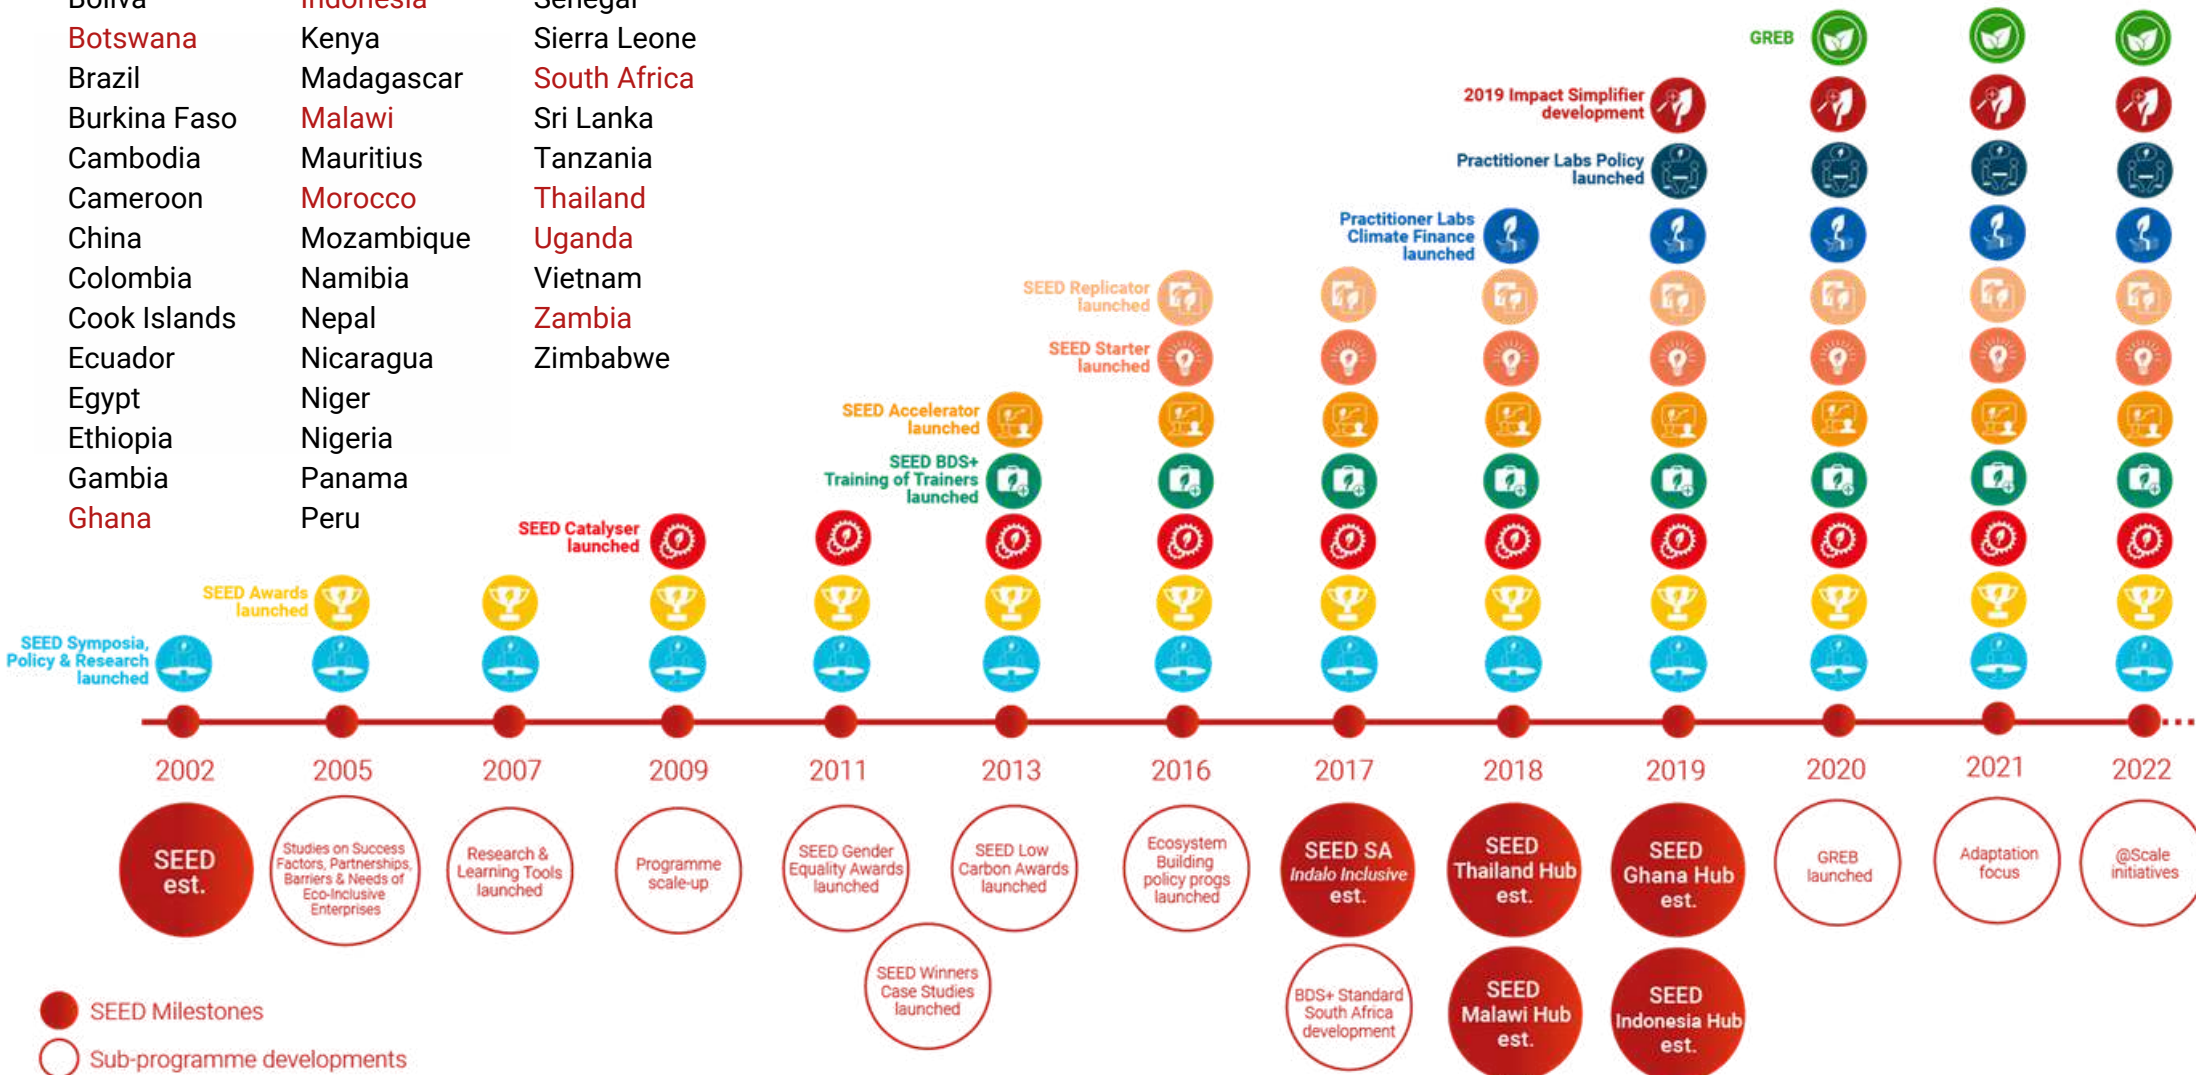 Boliva
Botswana
Brazil
Burkina Faso
Cambodia
Cameroon
China
Colombia
Cook Islands
Ecuador
Egypt
Ethiopia
Gambia
Ghana
Indonesia
Kenya
Madagascar
Malawi
Mauritius
Morocco
Mozambique
Namibia
Nepal
Nicaragua
Niger
Nigeria
Panama
Peru
Senegal
Sierra Leone
South Africa
Sri Lanka
Tanzania
Thailand
Uganda
Vietnam
Zambia
Zimbabwe
GREB
2019 Impact Simplifier
development
Practitioner Labs Policy
launched
Practitioner Labs
Climate Finance
launched
SEED Replicator
launched
SEED Starter
launched
SEED Accelerator
launched
SEED BDS+
Training of Trainers
launched
SEED Catalyser
launched
SEED Awards
launched
SEED Symposia,
Policy & Research
launched
2002
2005
2007
2009
2011
2013
2016
2017
2018
2019
2020
2021
2022
SEED
est.
Studies on Success
Factors, Partnerships,
Barriers & Needs of
Eco-Inclusive
Enterprises
Research &
Learning Tools
launched
Programme
scale-up
SEED Gender
Equality Awards
launched
SEED Winners
Case Studies
launched
SEED Low
Carbon Awards
launched
Ecosystem
Building
policy progs
launched
SEED SA
Indalo Inclusive
est.
BDS+ Standard
South Africa
development
SEED
Thailand Hub
est.
SEED
Malawi Hub
est.
SEED
Ghana Hub
est.
SEED
Indonesia Hub
est.
GREB
launched
Adaptation
focus
@Scale
initiatives
SEED Milestones
Sub-programme developments